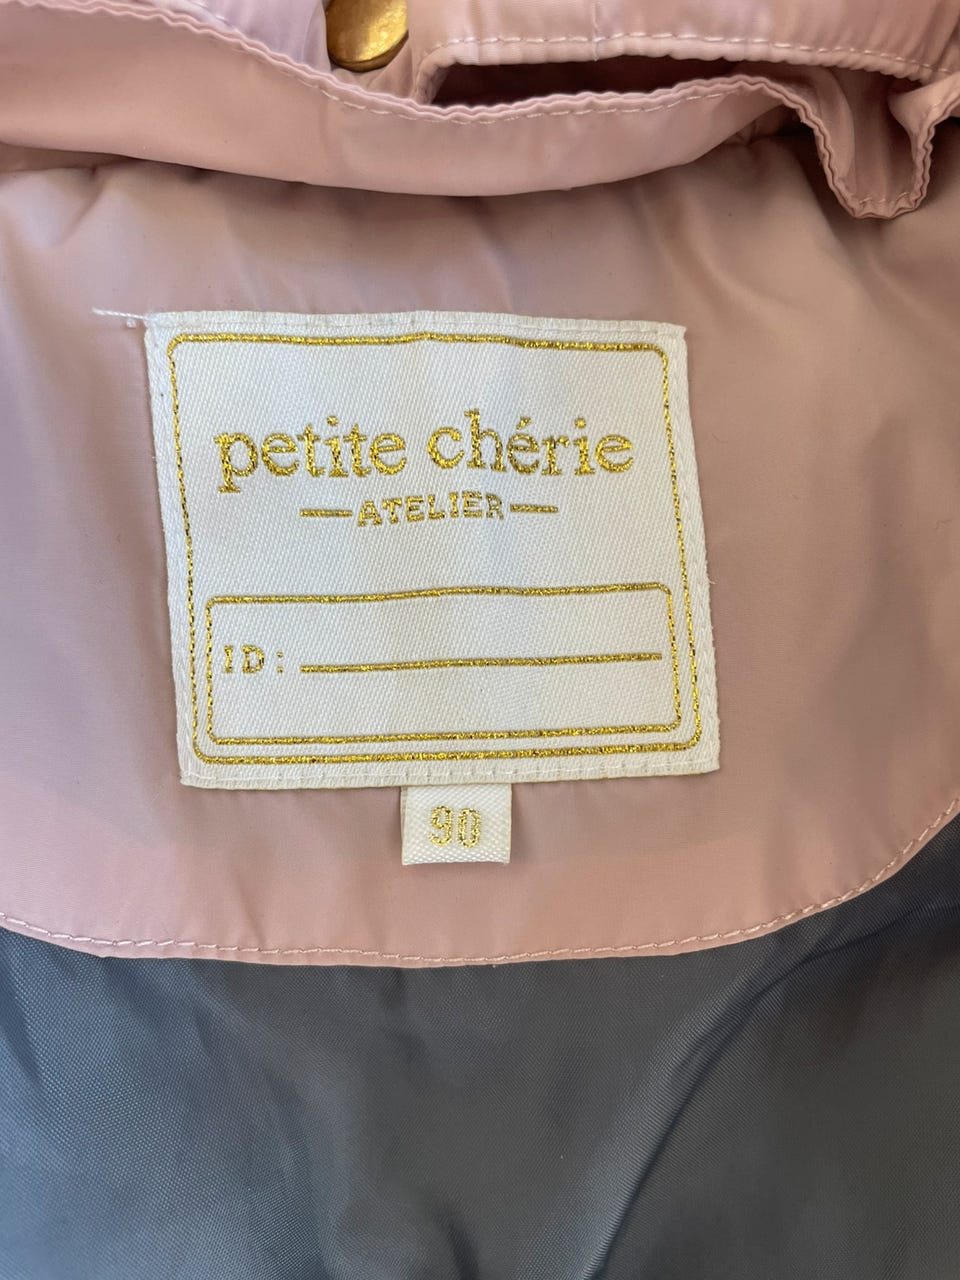 petite chérie
ATELIER
ID:
90